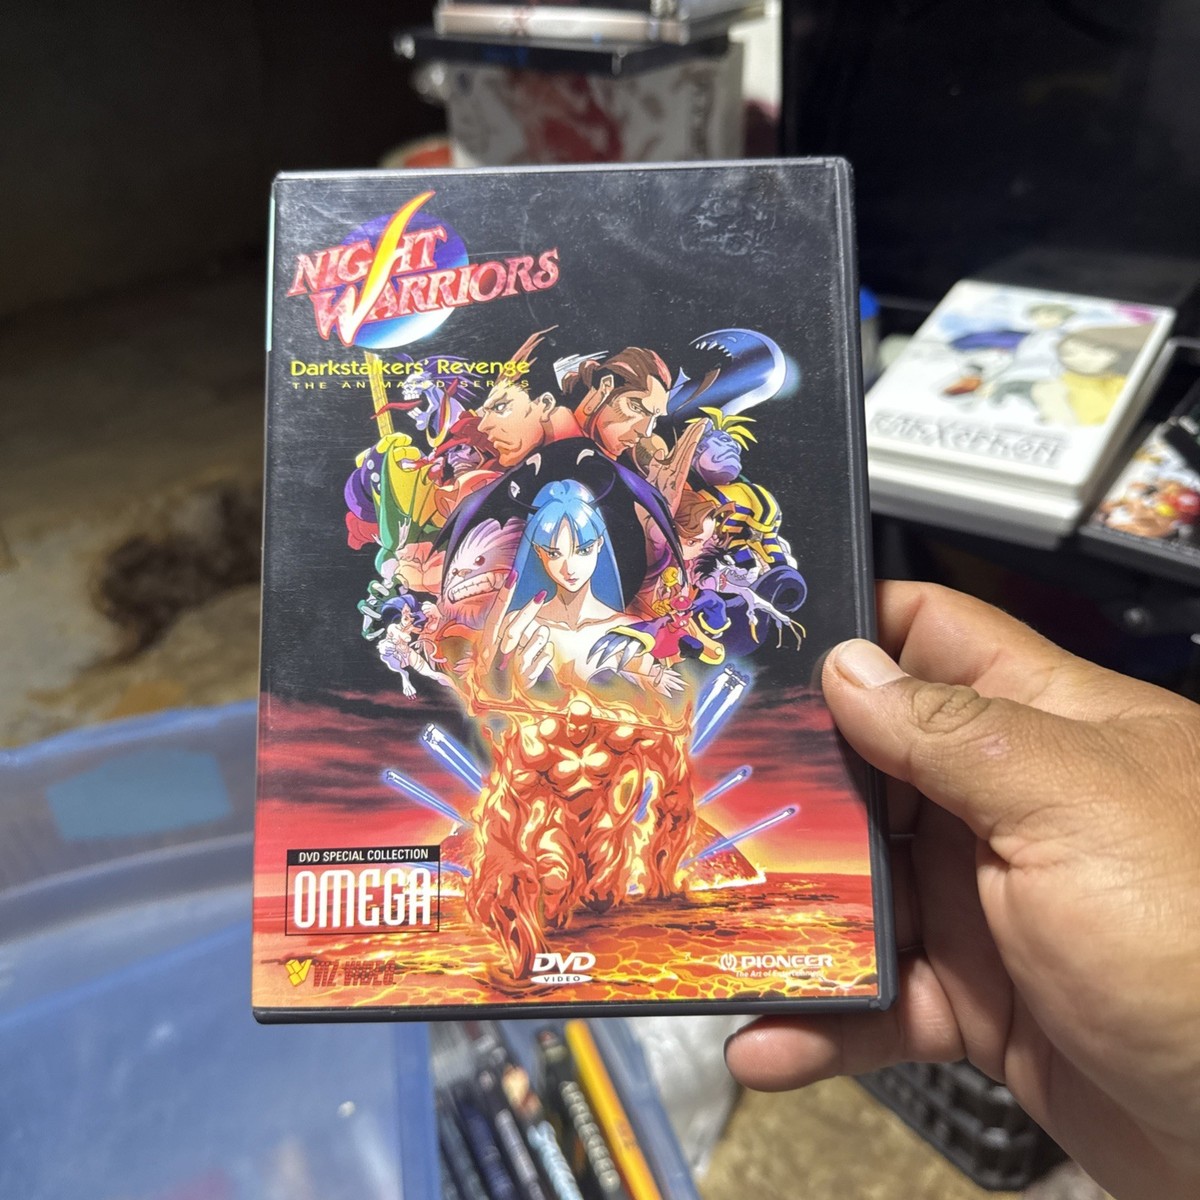 NIGHT
WARRIORS
Darkstalkers' Revenge
THE ANIMATED SERIES
DVD SPECIAL COLLECTION
OMEGA
VIZ VIDEO
DVD
VIDEO
PIONEER
The Art of Entertainment
APPLESEED